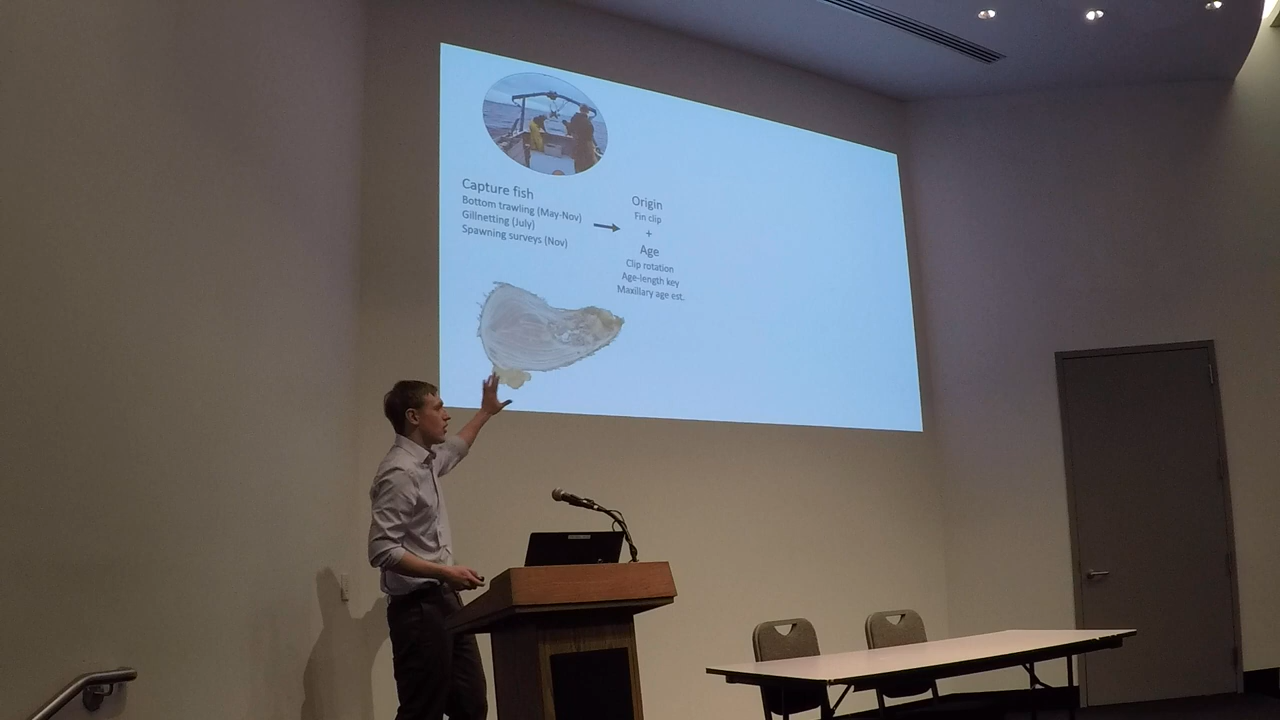 Capture fish
Bottom trawling (May-Nov)
Gillnetting (July)
Spawning surveys (Nov)
Origin
Fin clip
+
Age
Clip rotation
Age-length key
Maxillary age est.